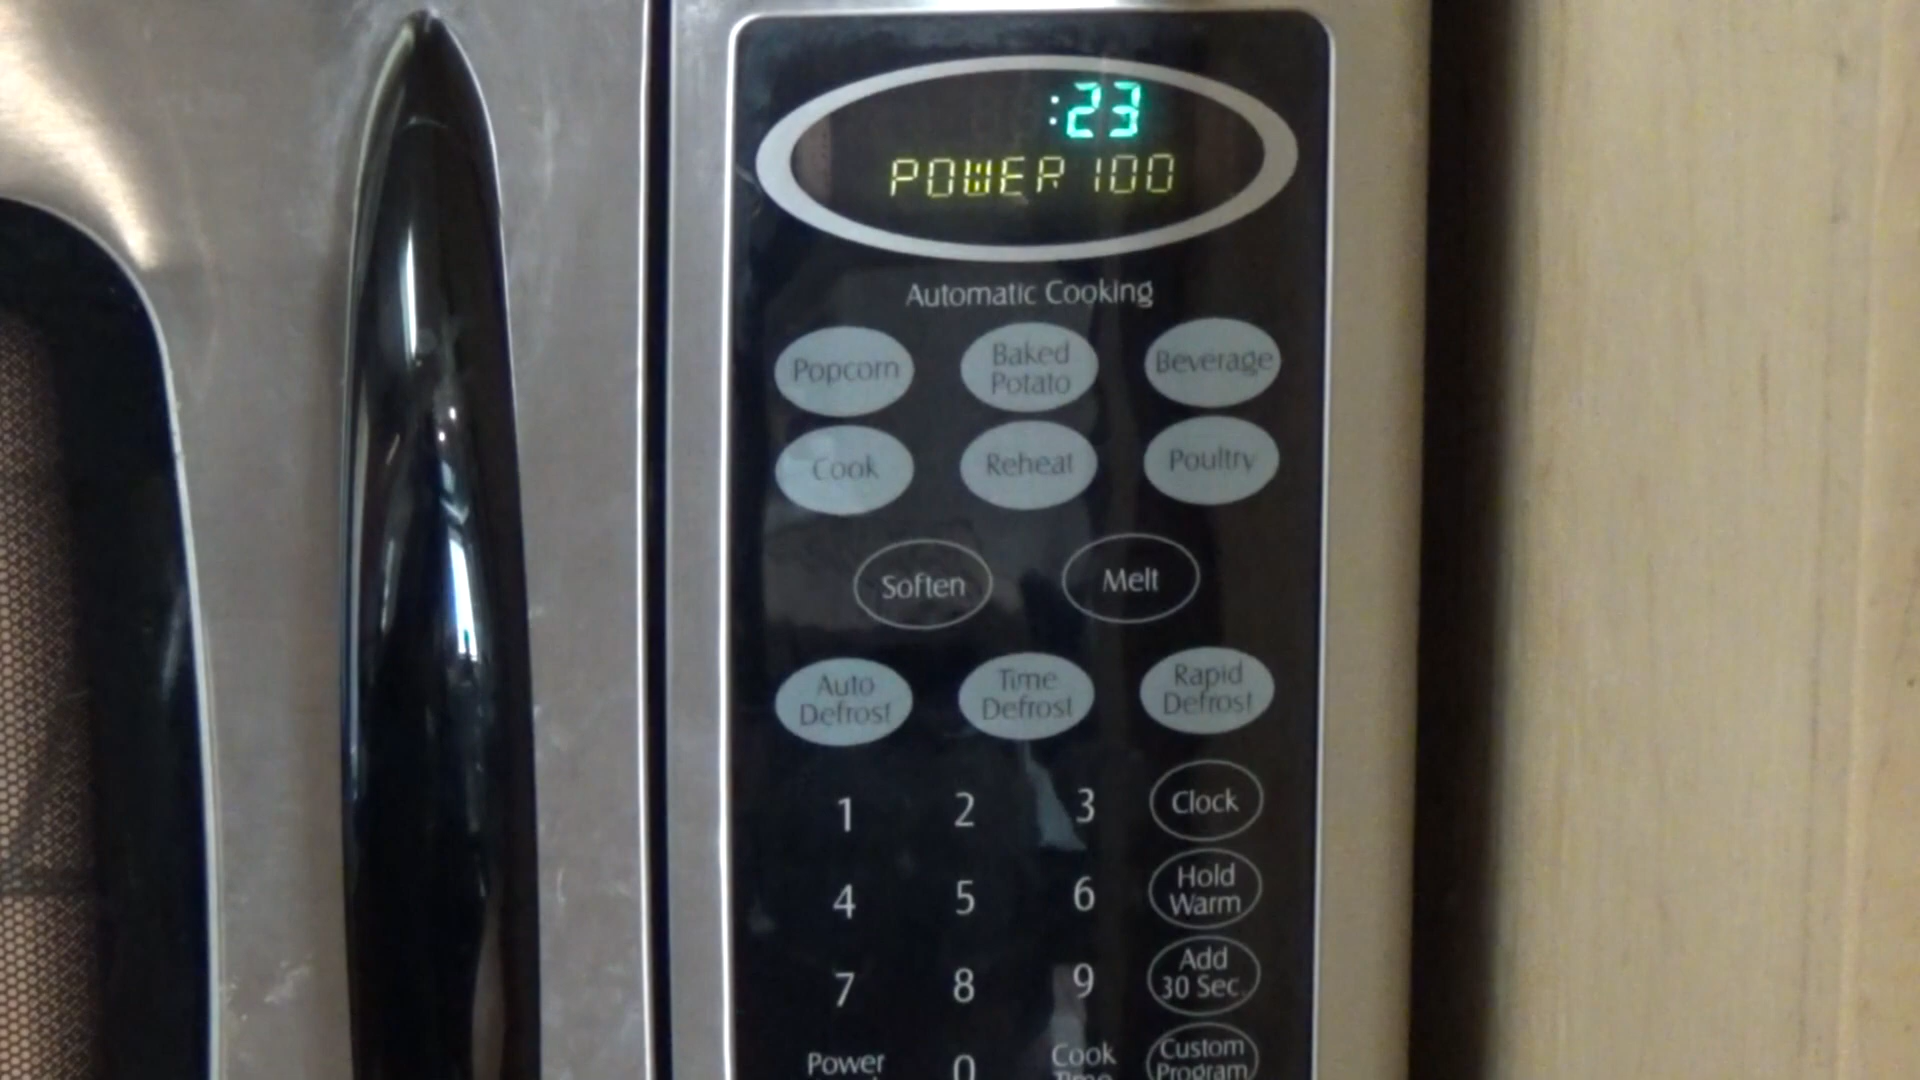 :23
POWER 100
Automatic Cooking
Popcorn
Baked
Potato
Beverage
Cook
Reheat
Poultry
Soften
Melt
Auto
Defrost
Time
Defrost
Rapid
Defrost
1 2 3
Clock
4 5 6
Hold
Warm
7 8 9
Add
30 Sec.
Power
0
Cook
Time
Custom
Program